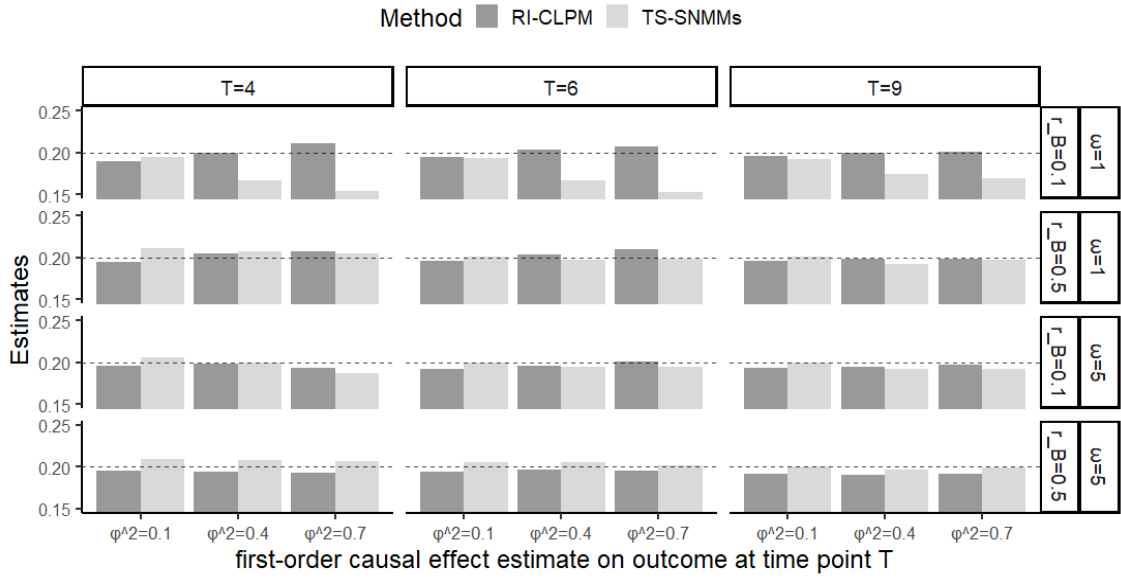 Method RI-CLPM TS-SNMMs
T=4 T=6 T=9
Estimates
0.25
0.20
0.15
r_B=0.1 ω=1
0.25
0.20
0.15
r_B=0.5 ω=1
0.25
0.20
0.15
r_B=0.1 ω=5
0.25
0.20
0.15
r_B=0.5 ω=5
φ^2=0.1 φ^2=0.4 φ^2=0.7 φ^2=0.1 φ^2=0.4 φ^2=0.7 φ^2=0.1 φ^2=0.4 φ^2=0.7
first-order causal effect estimate on outcome at time point T